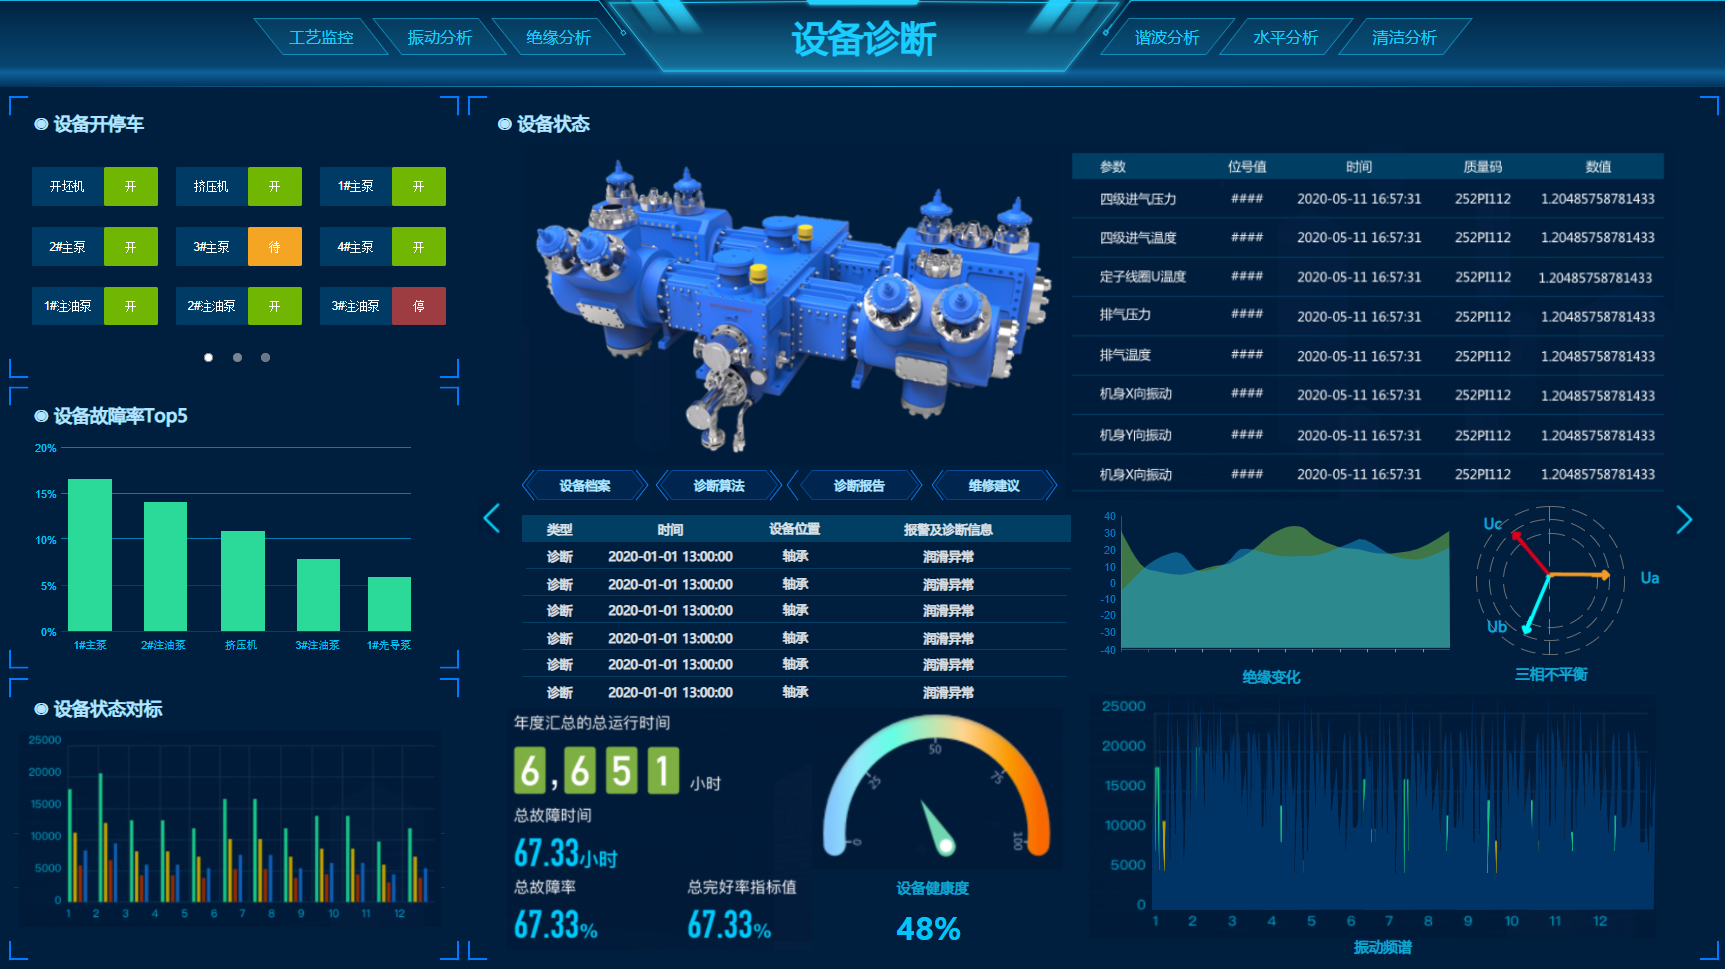 工艺监控 振动分析 绝缘分析 设备诊断 谐波分析 水平分析 清洁分析
设备开停车
开坯机 开 挤压机 开 1#主泵 开
2#主泵 开 3#主泵 待 4#主泵 开
1#注油泵 开 2#注油泵 开 3#注油泵 停
设备故障率Top5
20%
15%
10%
5%
0%
1#主泵 2#注油泵 挤压机 3#注油泵 1#先导泵
设备状态对标
25000
20000
15000
10000
5000
0
1 2 3 4 5 6 7 8 9 10 11 12
设备状态
设备档案 诊断算法 诊断报告 维修建议
类型 时间 设备位置 报警及诊断信息
诊断 2020-01-01 13:00:00 轴承 润滑异常
诊断 2020-01-01 13:00:00 轴承 润滑异常
诊断 2020-01-01 13:00:00 轴承 润滑异常
诊断 2020-01-01 13:00:00 轴承 润滑异常
诊断 2020-01-01 13:00:00 轴承 润滑异常
诊断 2020-01-01 13:00:00 轴承 润滑异常
年度汇总的总运行时间
6,651 小时
总故障时间
67.33小时
总故障率 总完好率指标值
67.33% 67.33%
0 25 50 75 100
设备健康度
48%
参数 位号值 时间 质量码 数值
四级进气压力 #### 2020-05-11 16:57:31 252PI112 1.20485758781433
四级进气温度 #### 2020-05-11 16:57:31 252PI112 1.20485758781433
定子线圈U温度 #### 2020-05-11 16:57:31 252PI112 1.20485758781433
排气压力 #### 2020-05-11 16:57:31 252PI112 1.20485758781433
排气温度 #### 2020-05-11 16:57:31 252PI112 1.20485758781433
机身X向振动 #### 2020-05-11 16:57:31 252PI112 1.20485758781433
机身Y向振动 #### 2020-05-11 16:57:31 252PI112 1.20485758781433
机身X向振动 #### 2020-05-11 16:57:31 252PI112 1.20485758781433
40
30
20
10
0
-10
-20
-30
-40
绝缘变化
Uc
Ua
Ub
三相不平衡
25000
20000
15000
10000
5000
0
1 2 3 4 5 6 7 8 9 10 11 12
振动频谱